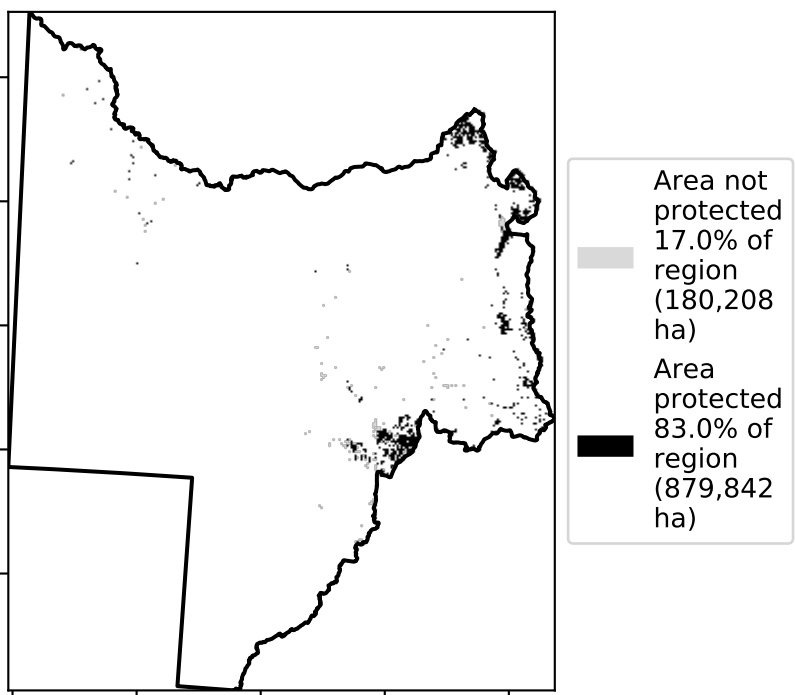 Area not
protected
17.0% of
region
(180,208
ha)
Area
protected
83.0% of
region
(879,842
ha)